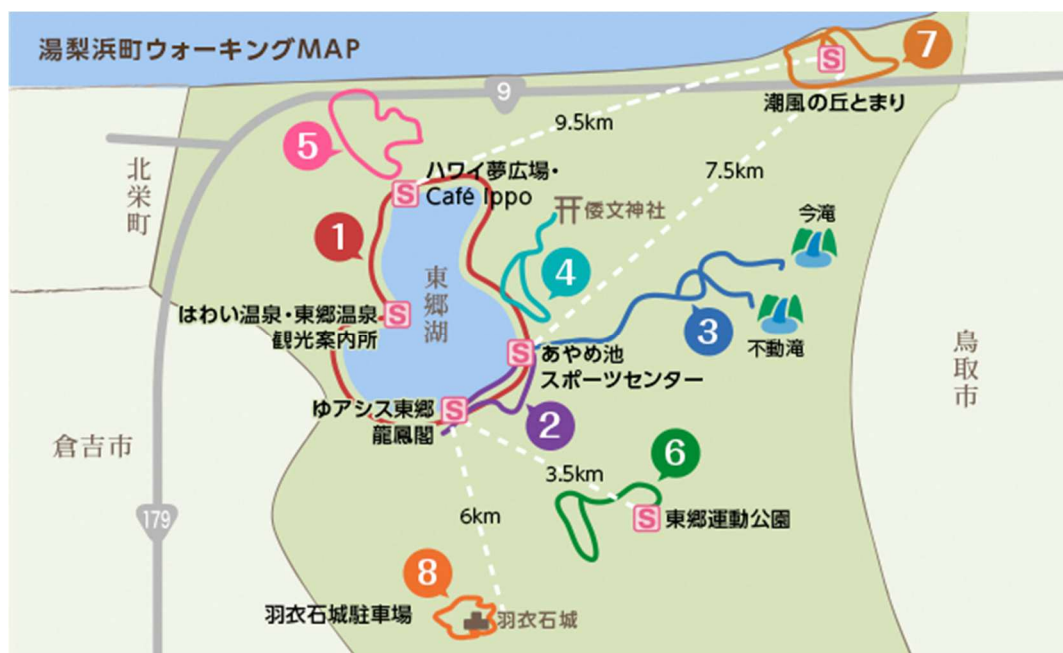 湯梨浜町ウォーキングMAP
7
9
潮風の丘とまり
9.5km
5
北栄町
ハワイ夢広場・
Café Ippo
7.5km
倭文神社
今滝
1
4
東郷湖
はわい温泉・東郷温泉
観光案内所
3
不動滝
あやめ池
スポーツセンター
鳥取市
ゆアシス東郷
龍鳳閣
2
倉吉市
6
3.5km
179
6km
東郷運動公園
8
羽衣石城駐車場
羽衣石城
S
S
S
S
S
S